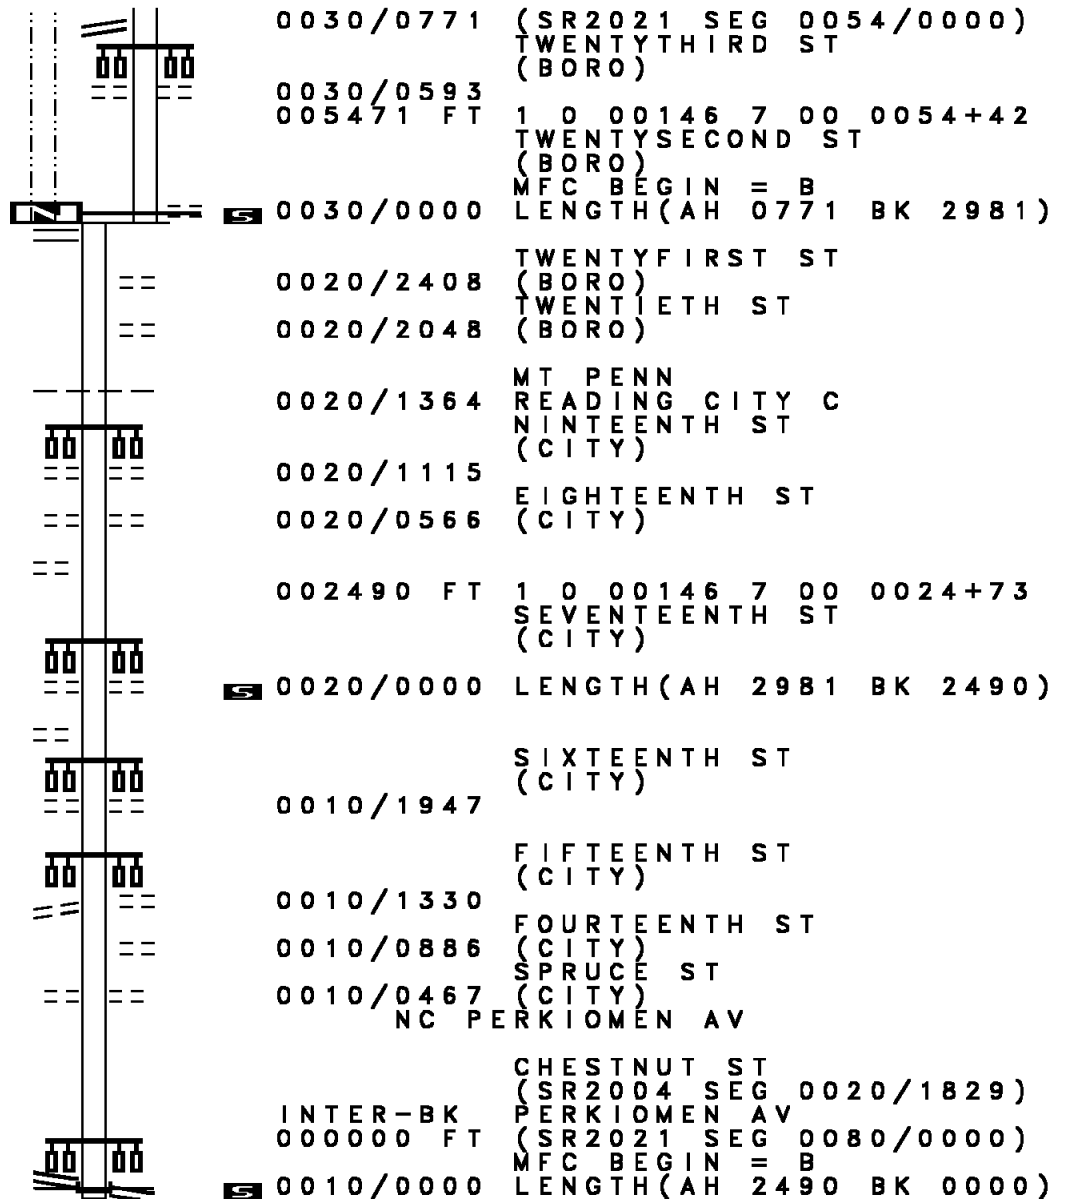 0030/0771 (SR2021 SEG 0054/0000)
TWENTYTHIRD ST
(BORO)
0030/0593
005471 FT 1 0 00146 7 00 0054+42
TWENTYSECOND ST
(BORO)
MFC BEGIN = B
S 0030/0000 LENGTH(AH 0771 BK 2981)
TWENTYFIRST ST
0020/2408 (BORO)
TWENTIETH ST
0020/2048 (BORO)
MT PENN
0020/1364 READING CITY C
NINTEENTH ST
(CITY)
0020/1115
EIGHTEENTH ST
0020/0566 (CITY)
002490 FT 1 0 00146 7 00 0024+73
SEVENTEENTH ST
(CITY)
S 0020/0000 LENGTH(AH 2981 BK 2490)
SIXTEENTH ST
(CITY)
0010/1947
FIFTEENTH ST
(CITY)
0010/1330
FOURTEENTH ST
0010/0886 (CITY)
SPRUCE ST
0010/0467 (CITY)
NC PERKIOMEN AV
CHESTNUT ST
(SR2004 SEG 0020/1829)
INTER-BK PERKIOMEN AV
000000 FT (SR2021 SEG 0080/0000)
MFC BEGIN = B
S 0010/0000 LENGTH(AH 2490 BK 0000)